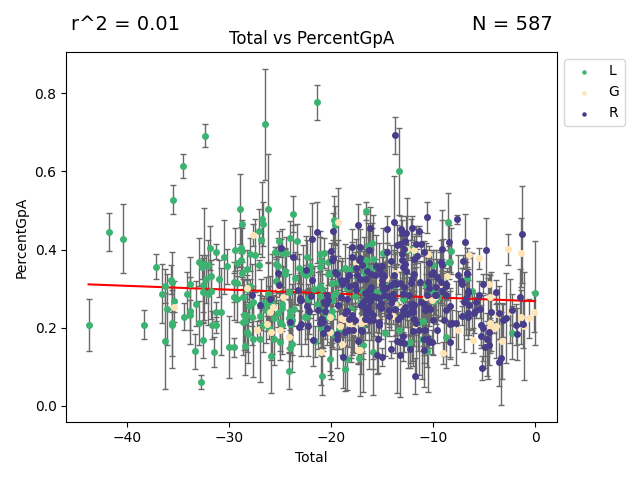 r^2 = 0.01 N = 587
Total vs PercentGpA
L
G
R
PercentGpA
0.8
0.6
0.4
0.2
0.0
−40 −30 −20 −10 0
Total